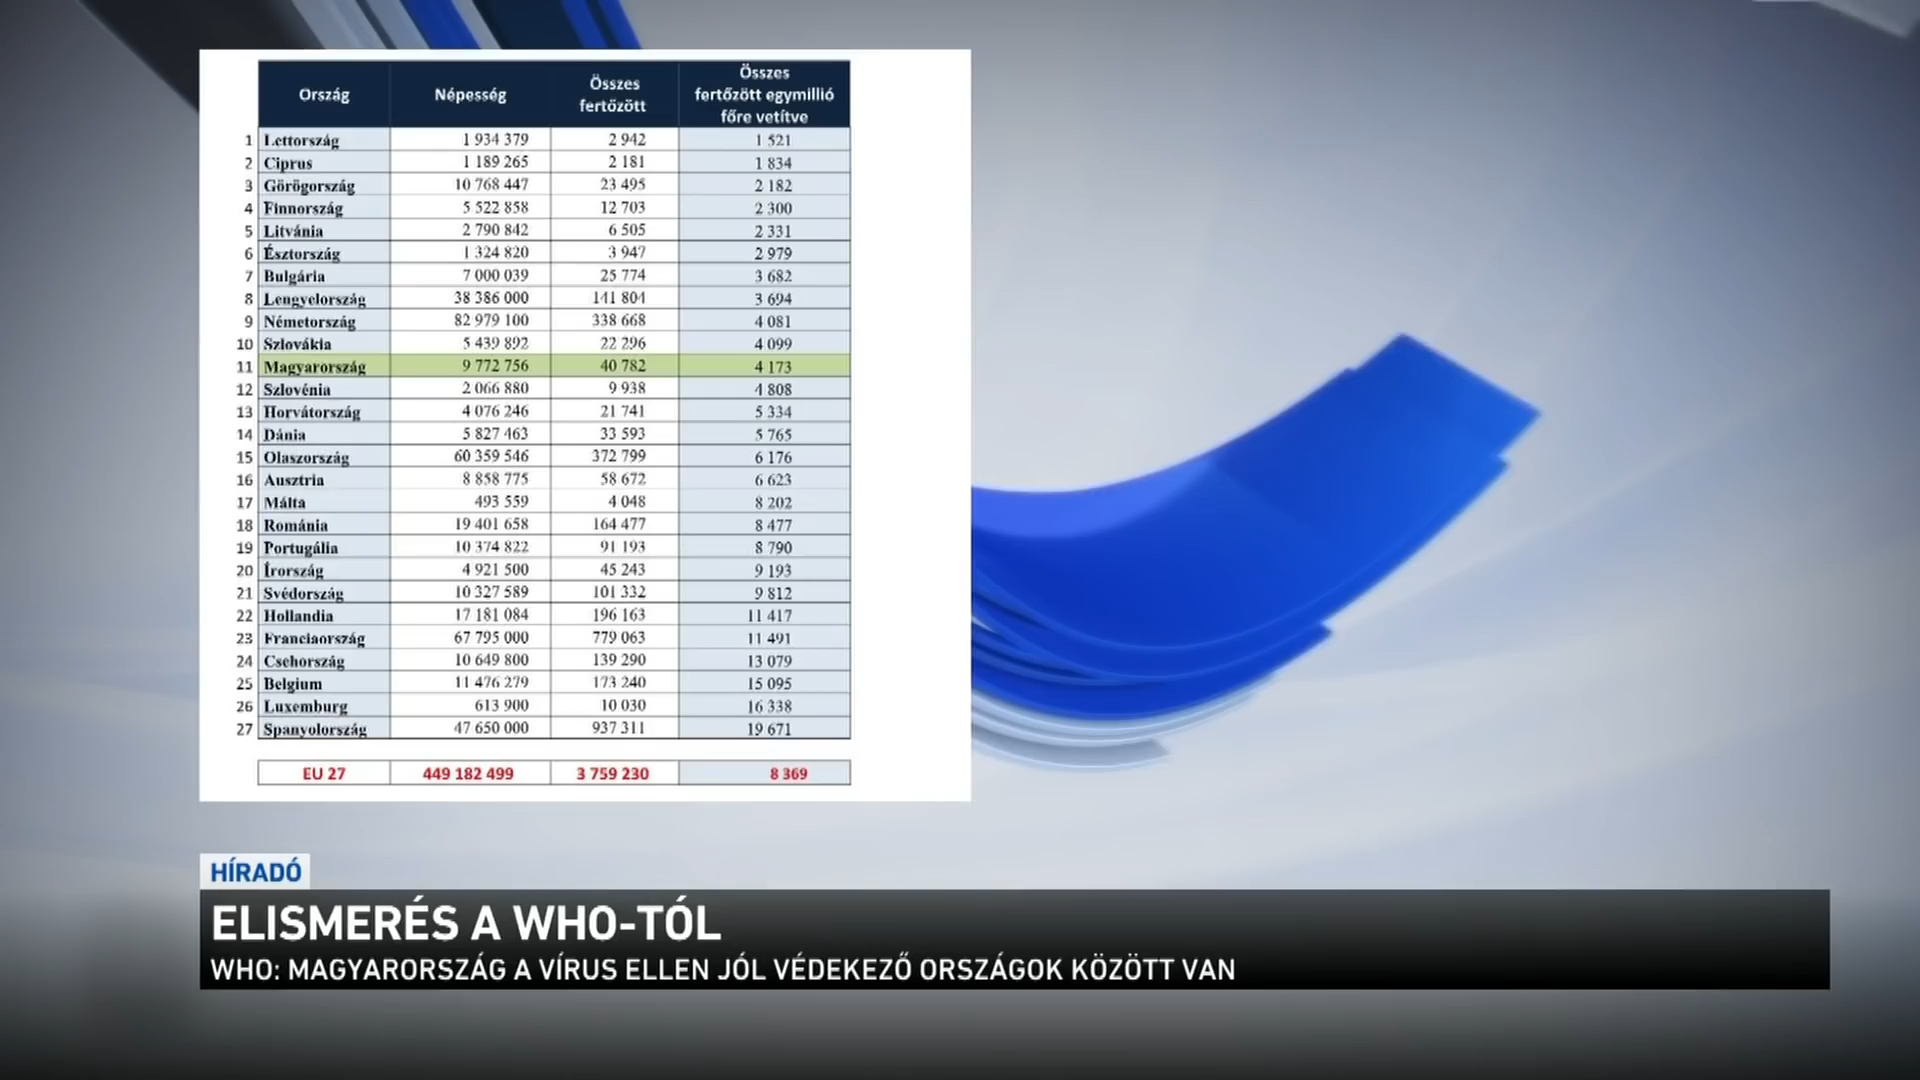 Ország Népesség Összes fertőzött Összes fertőzött egymillió főre vetítve
1 Lettország 1 934 379 2 942 1 521
2 Ciprus 1 189 265 2 181 1 834
3 Görögország 10 768 447 23 495 2 182
4 Finnország 5 522 858 12 703 2 300
5 Litvánia 2 790 842 6 505 2 331
6 Észtország 1 324 820 3 947 2 979
7 Bulgária 7 000 039 25 774 3 682
8 Lengyelország 38 386 000 141 804 3 694
9 Németország 82 979 100 338 668 4 081
10 Szlovákia 5 439 892 22 296 4 099
11 Magyarország 9 772 756 40 782 4 173
12 Szlovénia 2 066 880 9 938 4 808
13 Horvátország 4 076 246 21 741 5 334
14 Dánia 5 827 463 33 593 5 765
15 Olaszország 60 359 546 372 799 6 176
16 Ausztria 8 858 775 58 672 6 623
17 Málta 493 559 4 048 8 202
18 Románia 19 401 658 164 477 8 477
19 Portugália 10 374 822 91 193 8 790
20 Írország 4 921 500 45 243 9 193
21 Svédország 10 327 589 101 332 9 812
22 Hollandia 17 181 084 196 163 11 417
23 Franciaország 67 795 000 779 063 11 491
24 Csehország 10 649 800 139 290 13 079
25 Belgium 11 476 279 173 240 15 095
26 Luxemburg 613 900 10 030 16 338
27 Spanyolország 47 650 000 937 311 19 671
EU 27 449 182 499 3 759 230 8 369
HÍRADÓ
ELISMERÉS A WHO-TÓL
WHO: MAGYARORSZÁG A VÍRUS ELLEN JÓL VÉDEKEZŐ ORSZÁGOK KÖZÖTT VAN